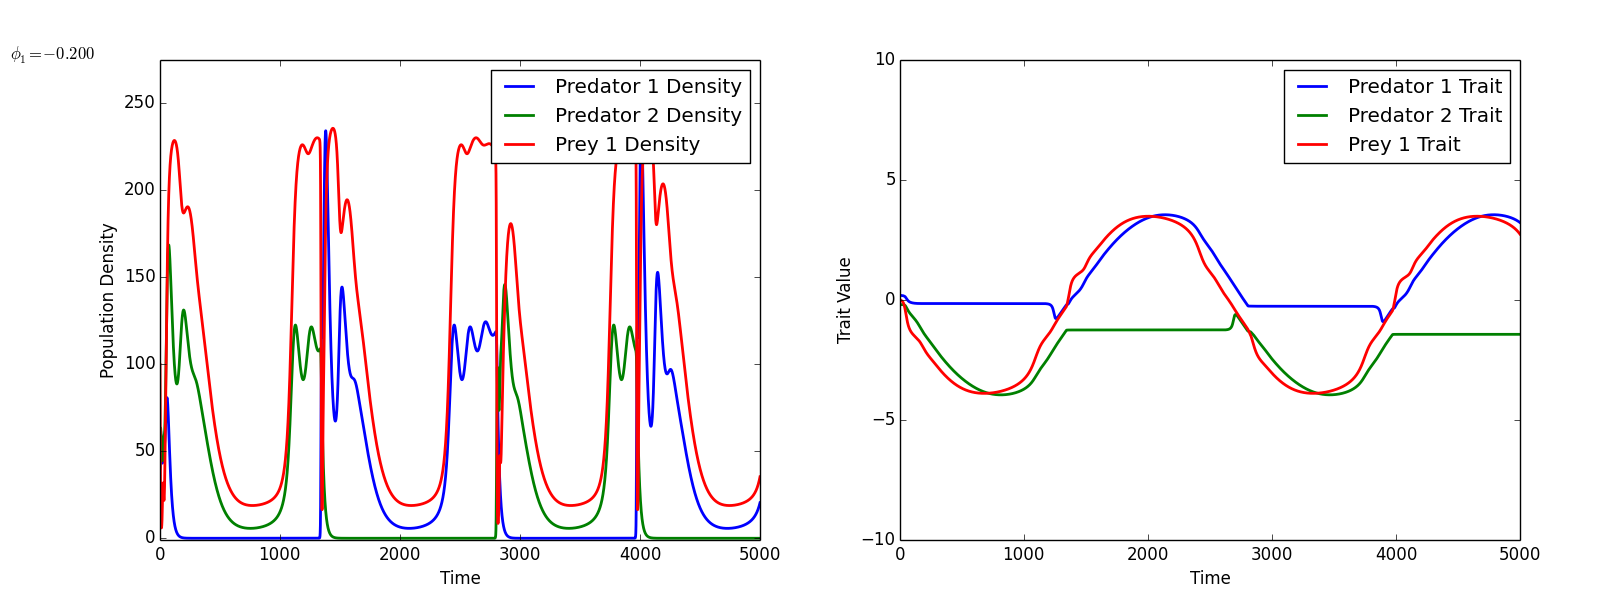 ϕ₁ = −0.200
250
200
150
100
50
0
0 1000 2000 3000 4000 5000
Population Density
Time
Predator 1 Density
Predator 2 Density
Prey 1 Density
10
5
0
−5
−10
0 1000 2000 3000 4000 5000
Trait Value
Time
Predator 1 Trait
Predator 2 Trait
Prey 1 Trait